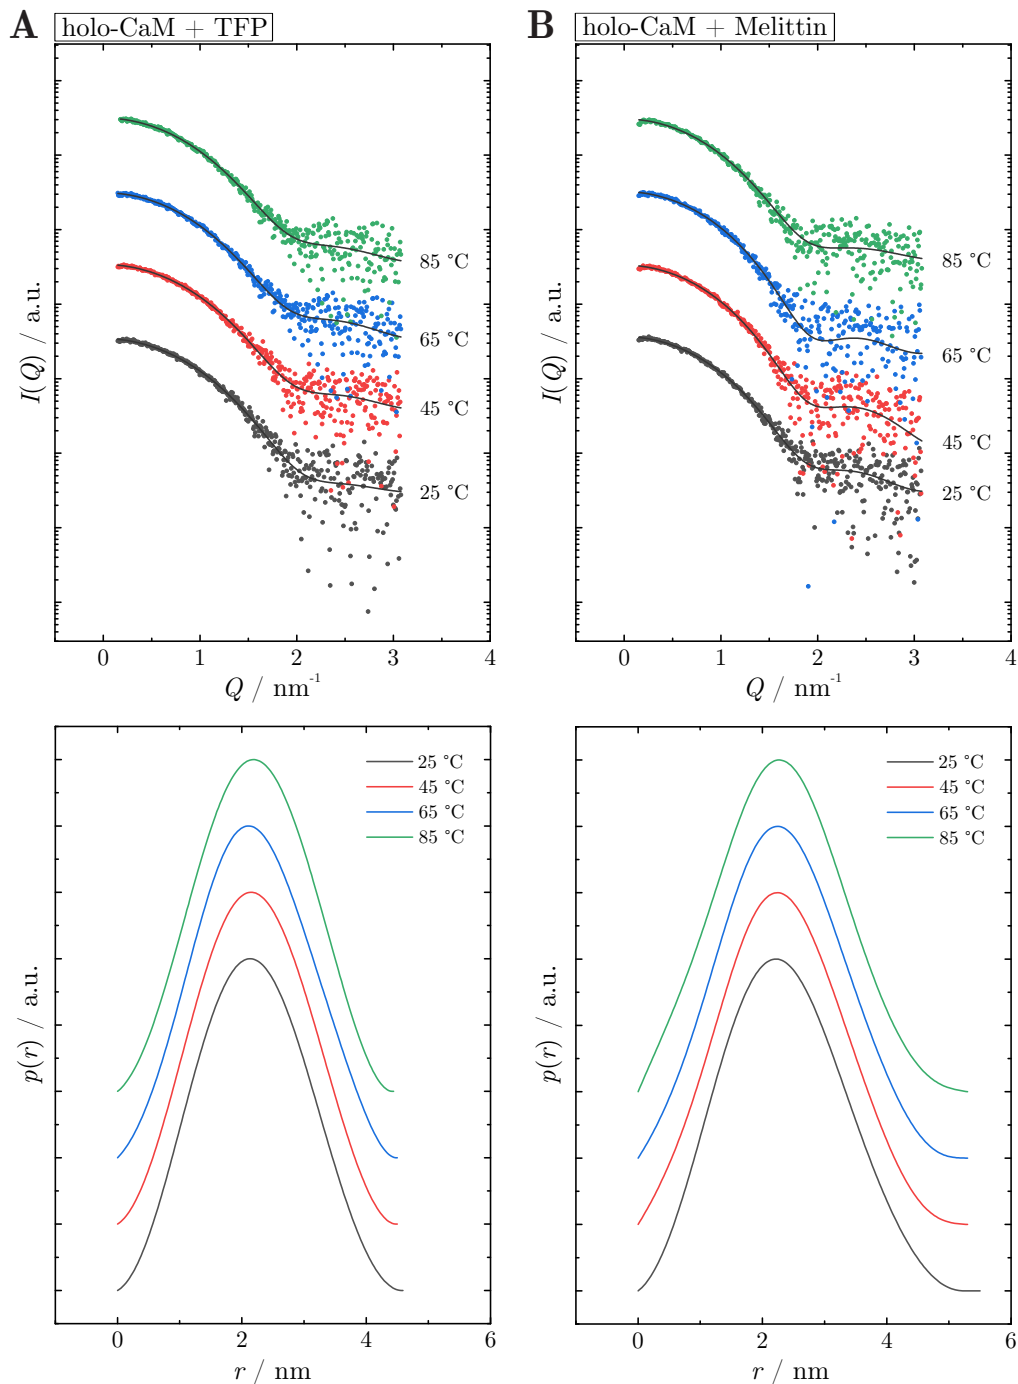 A holo-CaM + TFP
I(Q) / a.u.
85 °C
65 °C
45 °C
25 °C
0 1 2 3 4
Q / nm⁻¹
B holo-CaM + Melittin
I(Q) / a.u.
85 °C
65 °C
45 °C
25 °C
0 1 2 3 4
Q / nm⁻¹
p(r) / a.u.
25 °C
45 °C
65 °C
85 °C
0 2 4 6
r / nm
p(r) / a.u.
25 °C
45 °C
65 °C
85 °C
0 2 4 6
r / nm